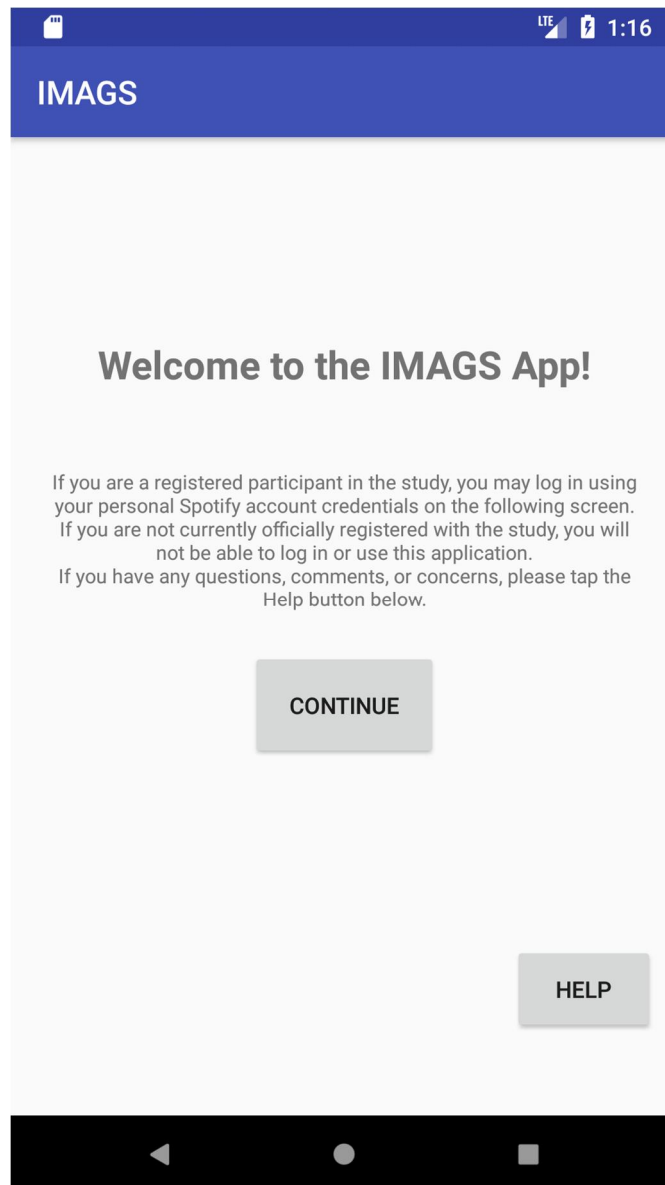 LTE 1:16
IMAGS
Welcome to the IMAGS App!
If you are a registered participant in the study, you may log in using
your personal Spotify account credentials on the following screen.
If you are not currently officially registered with the study, you will
not be able to log in or use this application.
If you have any questions, comments, or concerns, please tap the
Help button below.
CONTINUE
HELP